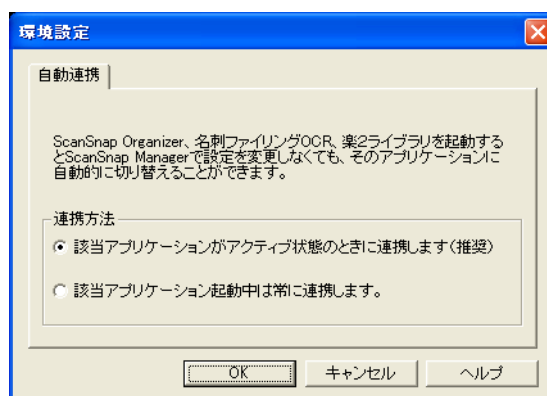 環境設定
自動連携
ScanSnap Organizer、名刺ファイリングOCR、楽2ライブラリを起動する
とScanSnap Managerで設定を変更しなくても、そのアプリケーションに
自動的に切り替えることができます。
連携方法
該当アプリケーションがアクティブ状態のときに連携します(推奨)
該当アプリケーション起動中は常に連携します。
OK キャンセル ヘルプ